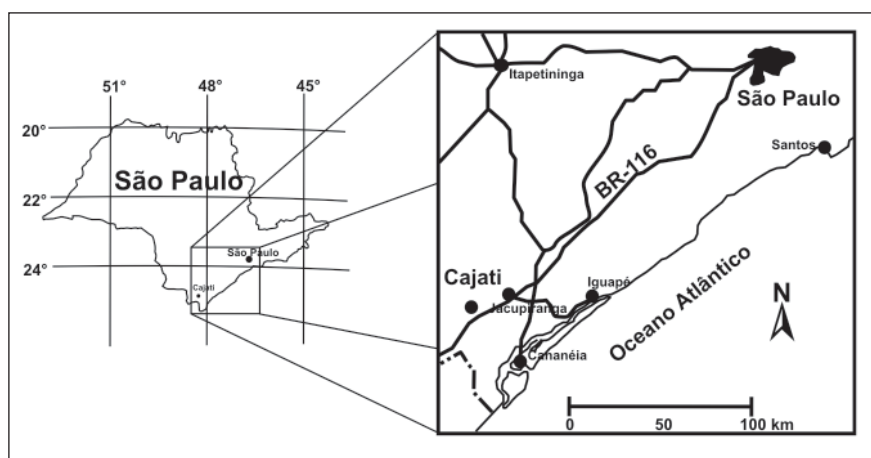 51°
48°
45°
20°
22°
24°
São Paulo
São Paulo
Cajati
Itapetininga
São Paulo
Santos
BR-116
Cajati
Iguapé
Jacupiranga
Oceano Atlântico
N
Cananéia
0
50
100 km